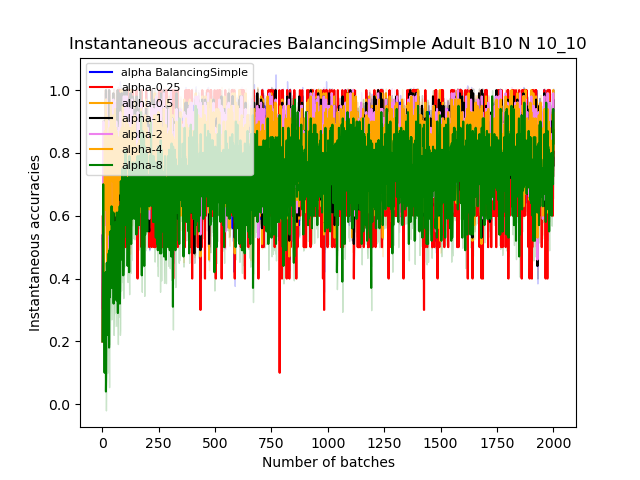 Instantaneous accuracies BalancingSimple Adult B10 N 10_10
alpha BalancingSimple
alpha-0.25
alpha-0.5
alpha-1
alpha-2
alpha-4
alpha-8
1.0
0.8
0.6
0.4
0.2
0.0
Instantaneous accuracies
0 250 500 750 1000 1250 1500 1750 2000
Number of batches